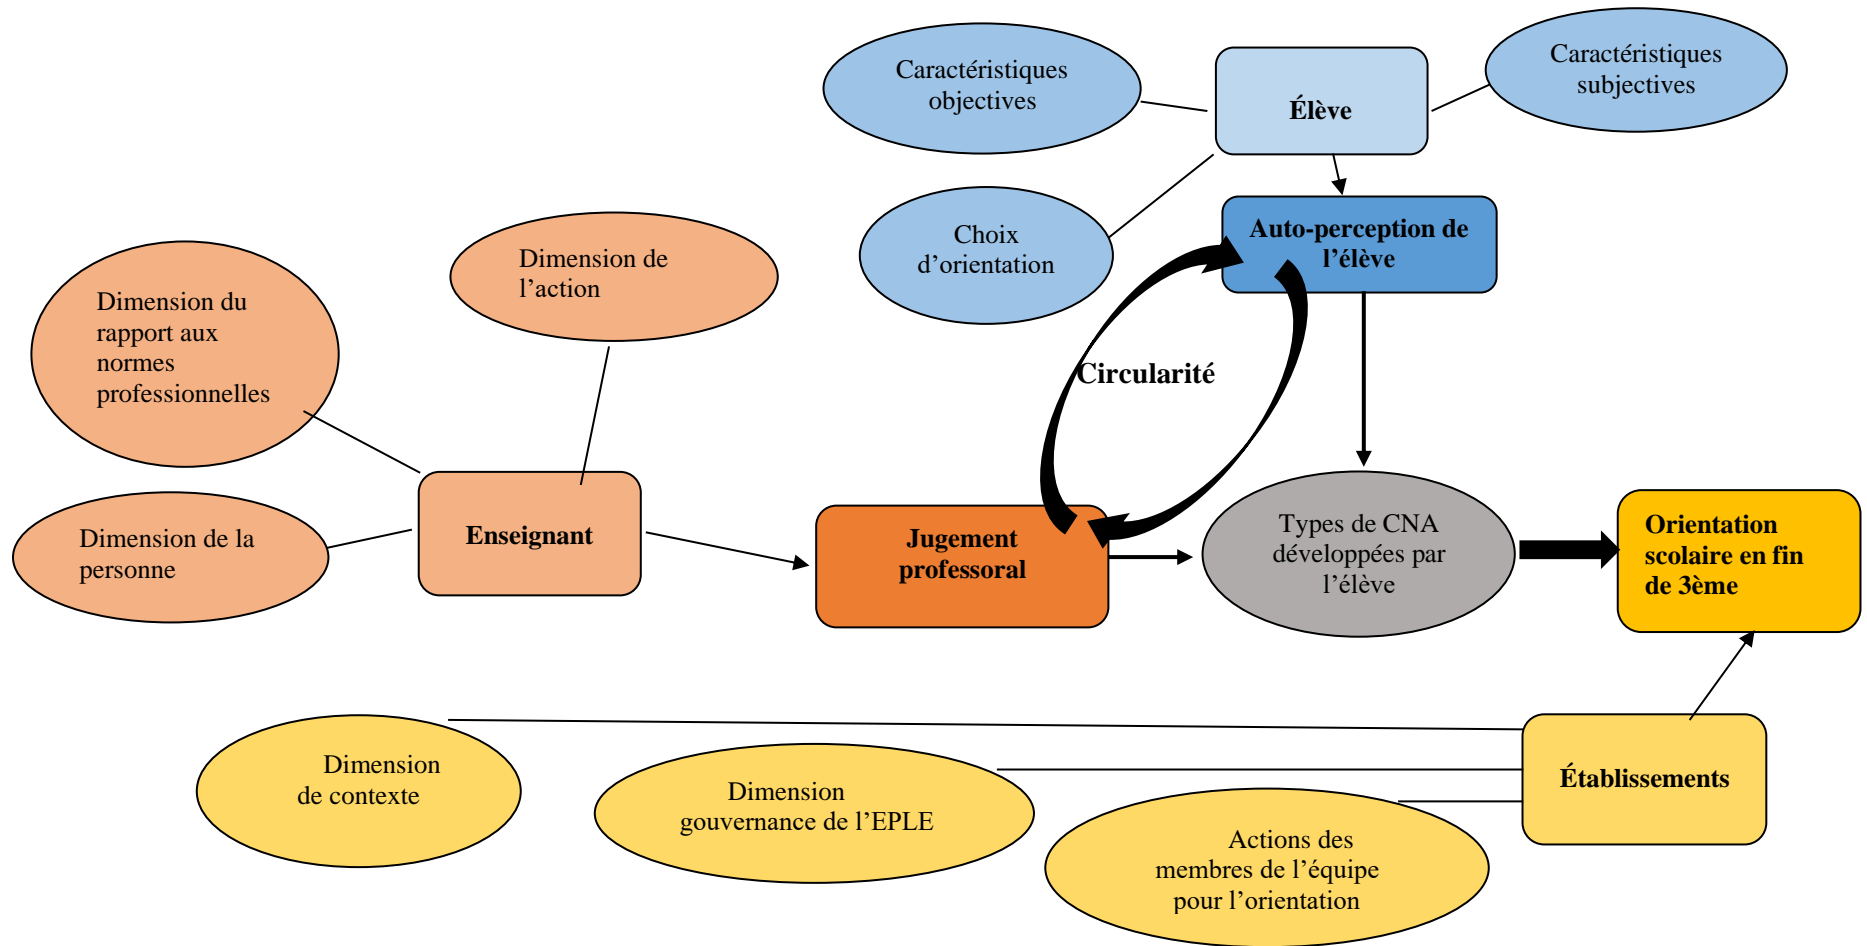 Caractéristiques
objectives
Élève
Caractéristiques
subjectives
Choix
d’orientation
Auto-perception de
l’élève
Dimension du
rapport aux
normes
professionnelles
Dimension de
l’action
Circularité
Dimension de la
personne
Enseignant
Jugement
professoral
Types de CNA
développées par
l’élève
Orientation
scolaire en fin
de 3ème
Dimension
de contexte
Dimension
gouvernance de l’EPLE
Actions des
membres de l’équipe
pour l’orientation
Établissements